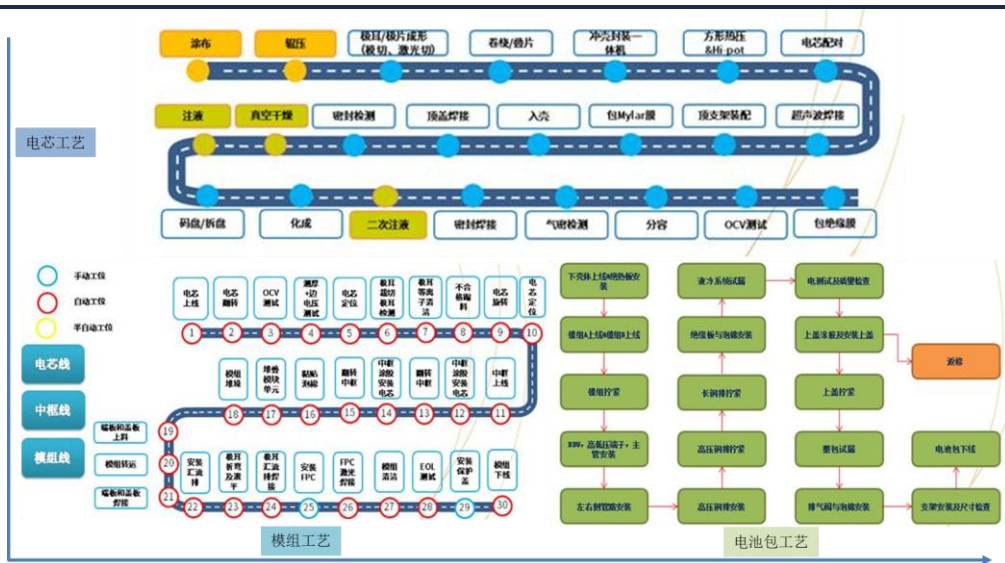 涂布
辊压
极耳/极片成形
(模切、激光切)
卷绕/叠片
冲壳封装一
体机
方形热压
&Hi-pot
电芯配对
注液
真空干燥
密封检测
顶盖焊接
入壳
包Mylar膜
顶支架装配
超声波焊接
电芯工艺
码盘/拆盘
化成
二次注液
密封焊接
气密检测
分容
OCV测试
包绝缘膜
手动工位
自动工位
半自动工位
电芯线
中框线
模组线
电芯
上线
电芯
翻转
OCV
测试
测厚
+边
电压
测试
电芯
定位
极耳
裁切
极耳
检测
极耳
等离
子清
洁
不合
格
料
电芯
旋转
电
芯
定
位
1
2
3
4
5
6
7
8
9
10
模组
堆垛
堆叠
模块
单元
黏贴
泡棉
翻转
中框
中框
涂胶
安装
电芯
翻转
中框
中框
涂胶
安装
电芯
中框
上线
18
17
16
15
14
13
12
11
端板和盖板
上料
19
模组转运
20
端板和盖板
焊接
21
安装
汇流
排
极耳
折弯
及滚
平
极耳
汇流
排焊
接
安装
FPC
FPC
激光
焊接
模组
清洁
EOL
测试
安装
保护
盖
模组
下线
22
23
24
25
26
27
28
29
30
模组工艺
下壳体上线&绝热板安
装
模组A上线&模组B上线
模组拧紧
BDU，高低压端子，主
管安装
左右侧管路安装
高压铜排安装
高压铜排拧紧
长铜排拧紧
绝缘板与泡棉安装
液冷系统试漏
电测试及质量检查
上盖涂胶及安装上盖
返修
上盖拧紧
整包试漏
排气阀与泡棉安装
支架安装及尺寸检查
电池包下线
电池包工艺